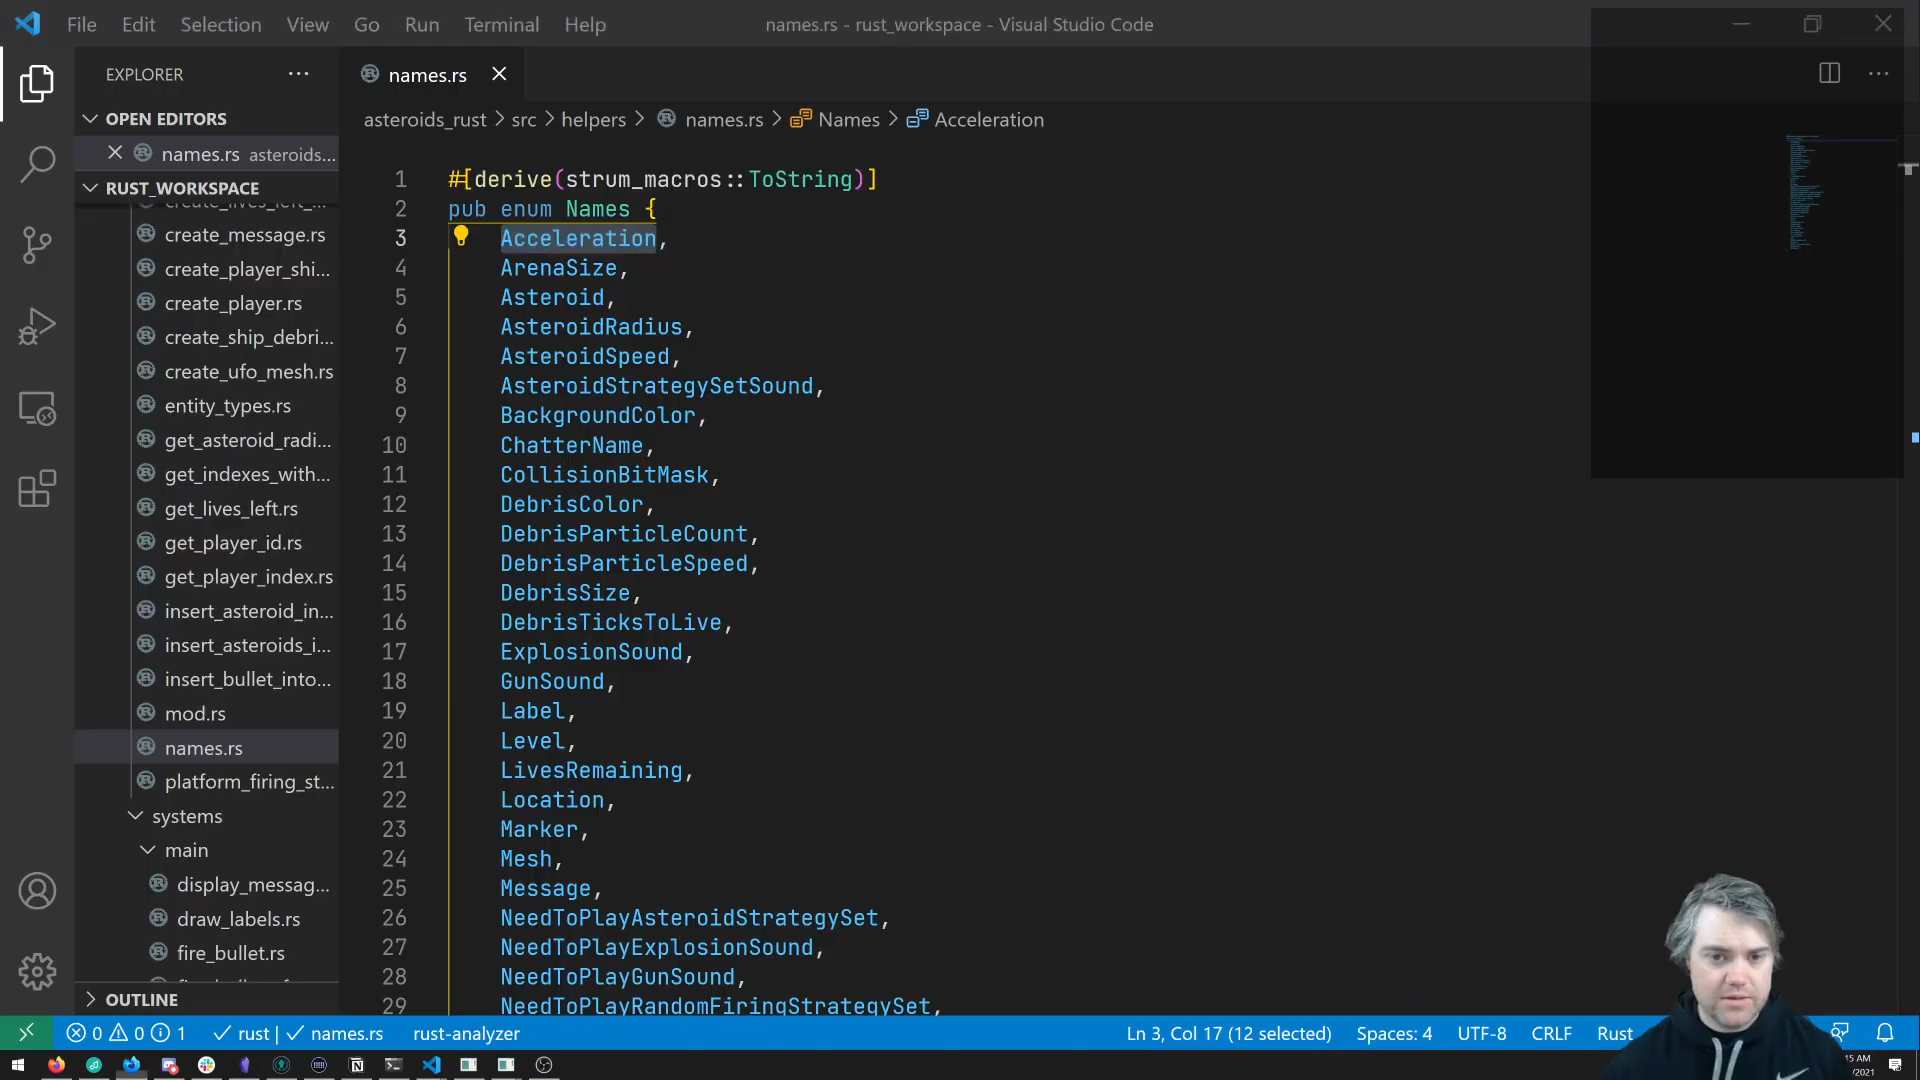 File Edit Selection View Go Run Terminal Help
names.rs - rust_workspace - Visual Studio Code
EXPLORER
names.rs
OPEN EDITORS
names.rs asteroids...
RUST_WORKSPACE
create_lives_left_...
create_message.rs
create_player_shi...
create_player.rs
create_ship_debri...
create_ufo_mesh.rs
entity_types.rs
get_asteroid_radi...
get_indexes_with...
get_lives_left.rs
get_player_id.rs
get_player_index.rs
insert_asteroid_in...
insert_asteroids_i...
insert_bullet_into...
mod.rs
names.rs
platform_firing_st...
systems
main
display_messag...
draw_labels.rs
fire_bullet.rs
OUTLINE
asteroids_rust > src > helpers > names.rs > Names > Acceleration
1 #[derive(strum_macros::ToString)]
2 pub enum Names {
3 Acceleration,
4 ArenaSize,
5 Asteroid,
6 AsteroidRadius,
7 AsteroidSpeed,
8 AsteroidStrategySetSound,
9 BackgroundColor,
10 ChatterName,
11 CollisionBitMask,
12 DebrisColor,
13 DebrisParticleCount,
14 DebrisParticleSpeed,
15 DebrisSize,
16 DebrisTicksToLive,
17 ExplosionSound,
18 GunSound,
19 Label,
20 Level,
21 LivesRemaining,
22 Location,
23 Marker,
24 Mesh,
25 Message,
26 NeedToPlayAsteroidStrategySet,
27 NeedToPlayExplosionSound,
28 NeedToPlayGunSound,
29 NeedToPlayRandomFiringStrategySet,
0 0 1 rust | names.rs rust-analyzer
Ln 3, Col 17 (12 selected) Spaces: 4 UTF-8 CRLF Rust
15 AM
/2021